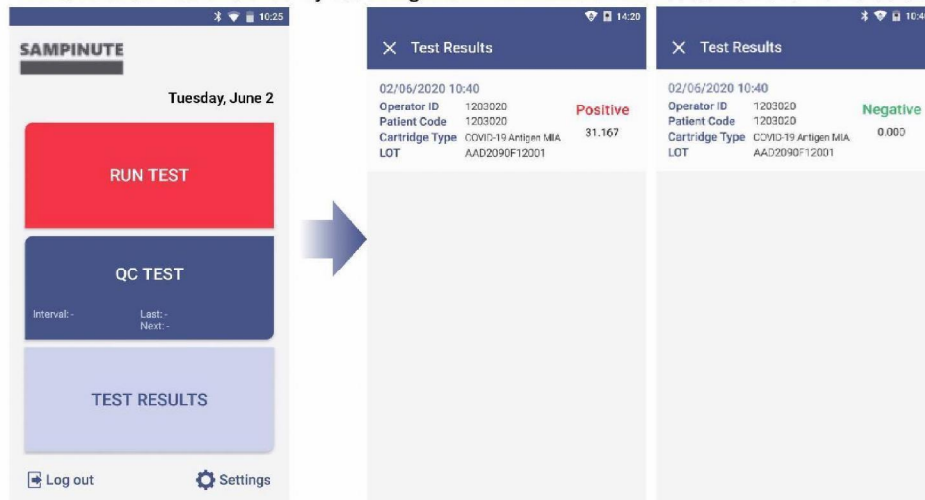 10:25
SAMPINUTE
Tuesday, June 2
RUN TEST
QC TEST
Interval:-
Last:-
Next:-
TEST RESULTS
Log out
Settings
14:20
Test Results
02/06/2020 10:40
Operator ID 1203020
Patient Code 1203020
Cartridge Type COVID-19 Antigen MIA
LOT AAD2090F12001
Positive
31.167
Test Results
02/06/2020 10:40
Operator ID 1203020
Patient Code 1203020
Cartridge Type COVID-19 Antigen MIA
LOT AAD2090F12001
Negative
0.000